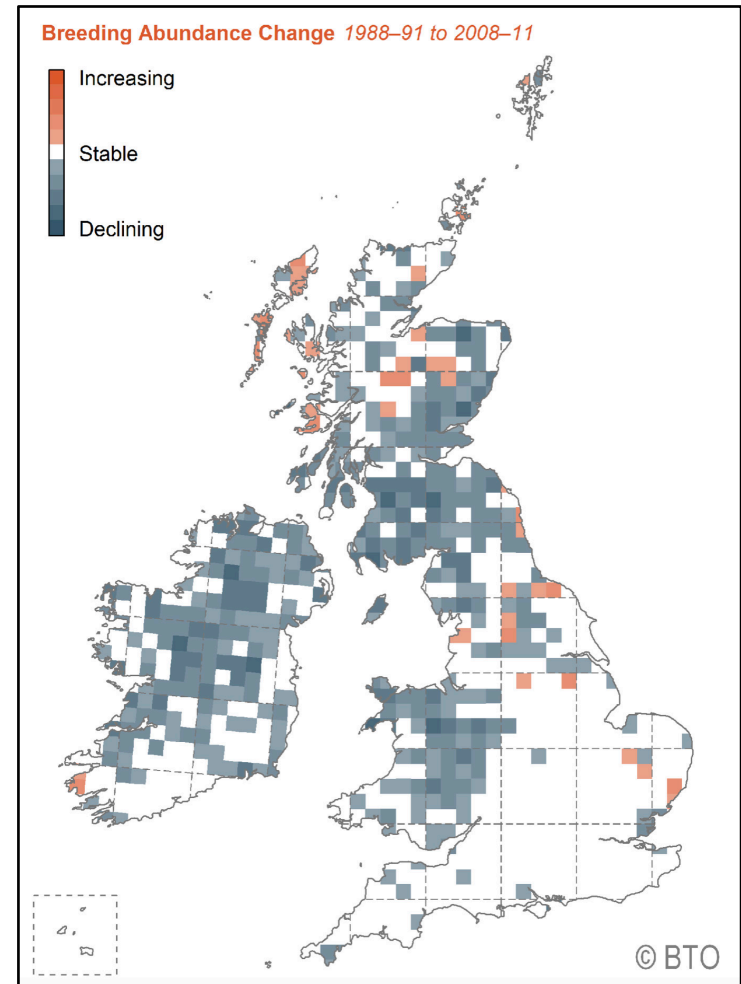 Breeding Abundance Change 1988–91 to 2008–11
Increasing
Stable
Declining
© BTO